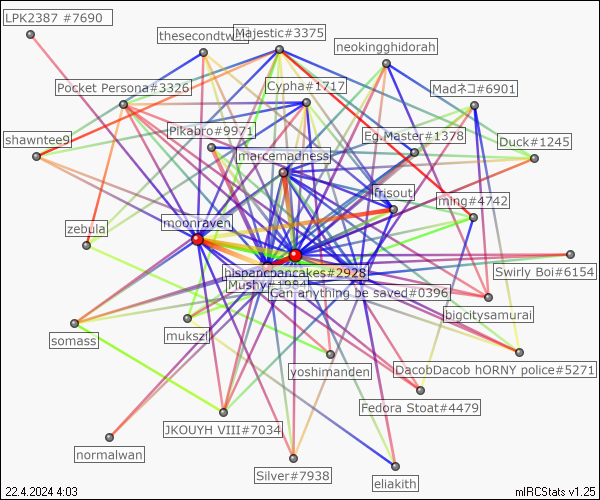 LPK2387 #7690
thesecondtw
Majestic#3375
neokingghidorah
Pocket Persona#3326
Cypha#1717
Madネコ#6901
shawntee9
Pikabro#9971
Eg.Master#1378
Duck#1245
marcemadness
frisout
ming#4742
zebula
moonraven
hispanicpancakes#2928
Swirly Boi#6154
Mushy#1984
Can anything be saved#0396
bigcitysamurai
mukszi
somass
yoshimanden
DacobDacob hORNY police#5271
Fedora Stoat#4479
JKOUYH VIII#7034
normalwan
Silver#7938
eliakith
22.4.2024 4:03
mIRCStats v1.25